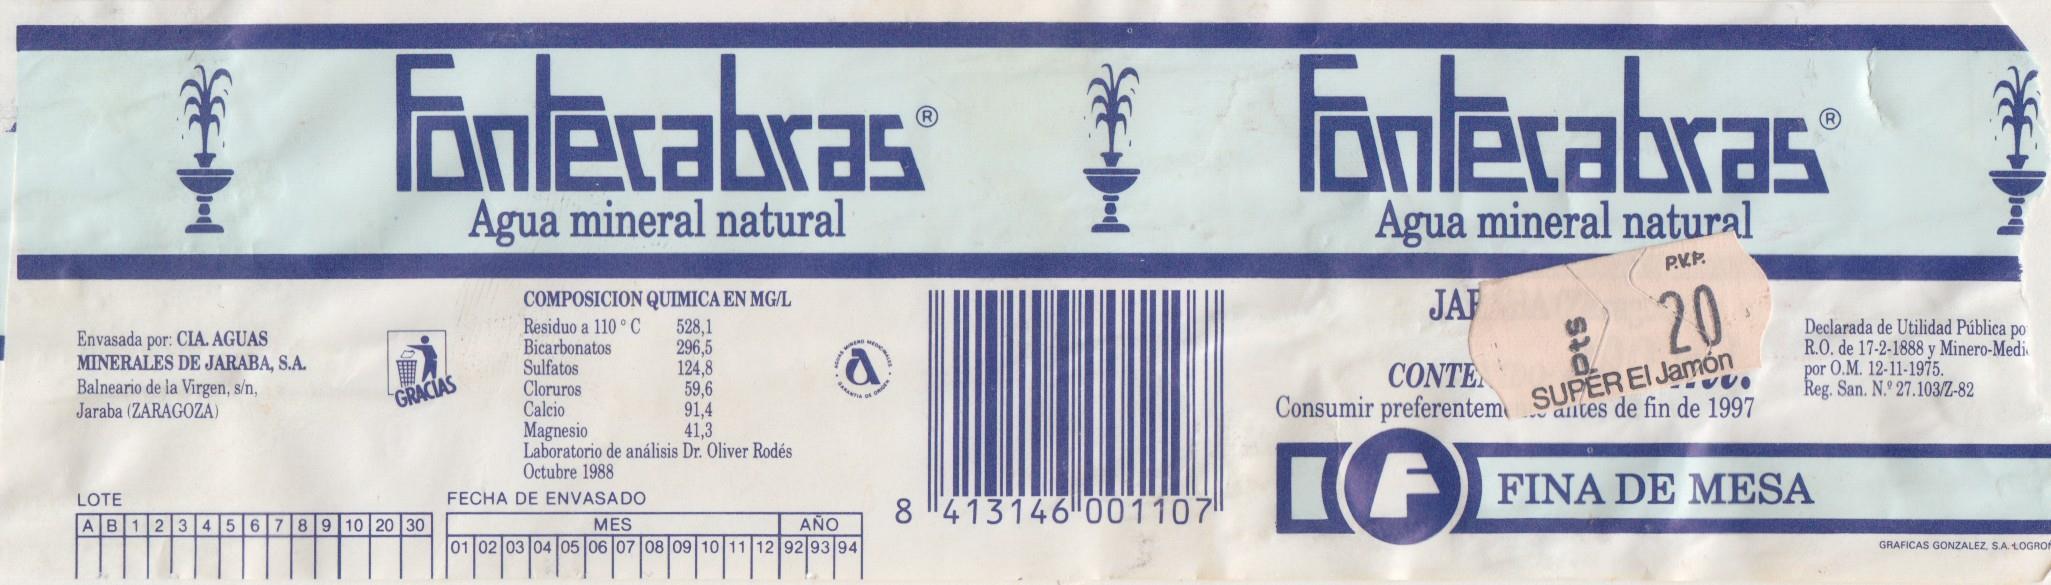 Fontecabras®
Agua mineral natural
Fontecabras®
Agua mineral natural
Envasada por: CIA. AGUAS
MINERALES DE JARABA, S.A.
Balneario de la Virgen, s/n,
Jaraba (ZARAGOZA)
GRACIAS
COMPOSICION QUIMICA EN MG/L
Residuo a 110 ° C 528,1
Bicarbonatos 296,5
Sulfatos 124,8
Cloruros 59,6
Calcio 91,4
Magnesio 41,3
Laboratorio de análisis Dr. Oliver Rodés
Octubre 1988
LOTE
A B 1 2 3 4 5 6 7 8 9 10 20 30
FECHA DE ENVASADO
MES AÑO
01 02 03 04 05 06 07 08 09 10 11 12 92 93 94
AGUAS MINERO MEDICINALES
GARANTIA DE ORIGEN
8 413146 001107
JAR
CONTE
Consumir preferentem antes de fin de 1997
P.V.P.
20
pts
SUPER El Jamón
Declarada de Utilidad Pública po
R.O. de 17-2-1888 y Minero-Medi
por O.M. 12-11-1975.
Reg. San. N.º 27.103/Z-82
F FINA DE MESA
GRAFICAS GONZALEZ, S.A. LOGRO